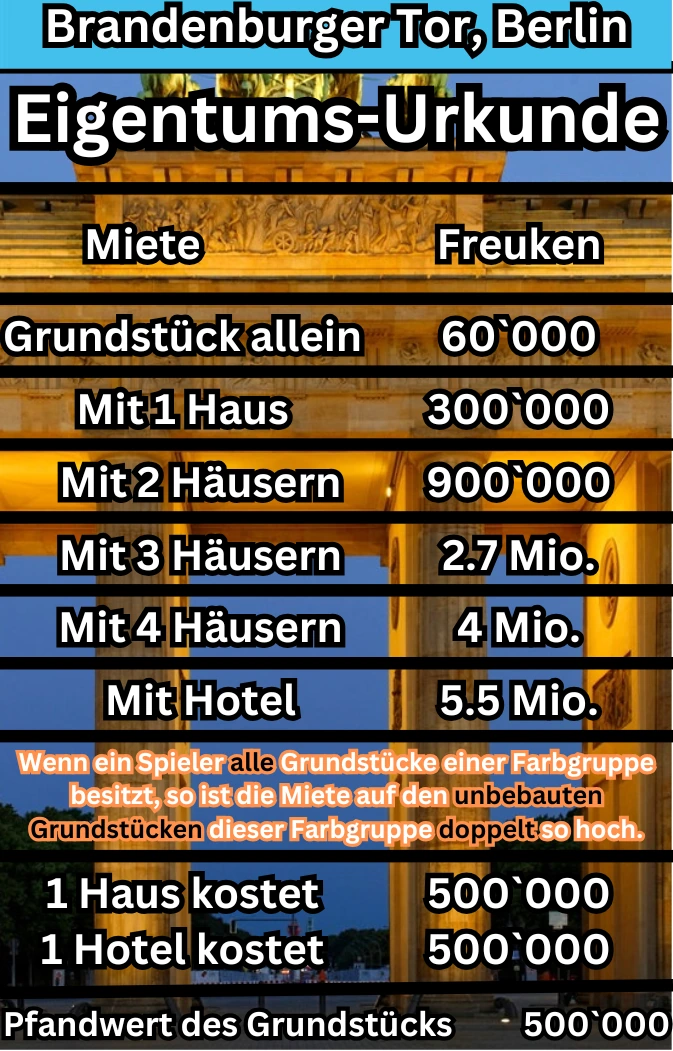 Brandenburger Tor, Berlin
Eigentums-Urkunde
Miete Freuken
Grundstück allein 60`000
Mit 1 Haus 300`000
Mit 2 Häusern 900`000
Mit 3 Häusern 2.7 Mio.
Mit 4 Häusern 4 Mio.
Mit Hotel 5.5 Mio.
Wenn ein Spieler alle Grundstücke einer Farbgruppe
besitzt, so ist die Miete auf den unbebauten
Grundstücken dieser Farbgruppe doppelt so hoch.
1 Haus kostet 500`000
1 Hotel kostet 500`000
Pfandwert des Grundstücks 500`000